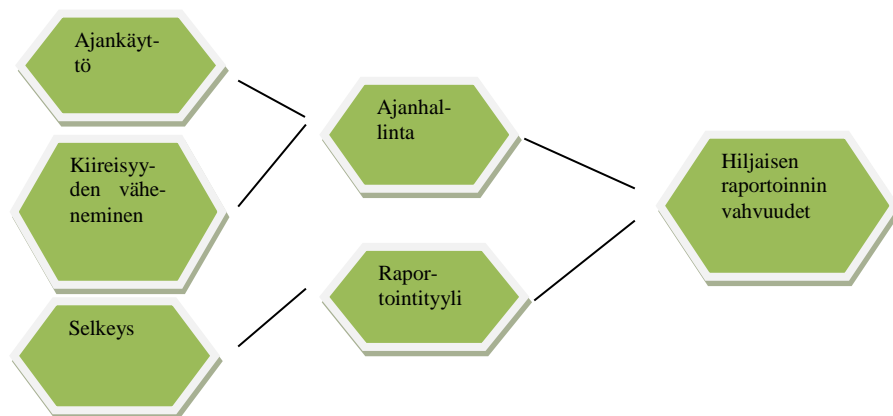 Ajankäyt-
tö
Kiireisyy-
den vähe-
neminen
Selkeys
Ajanhal-
linta
Rapor-
tointityyli
Hiljaisen
raportoinnin
vahvuudet